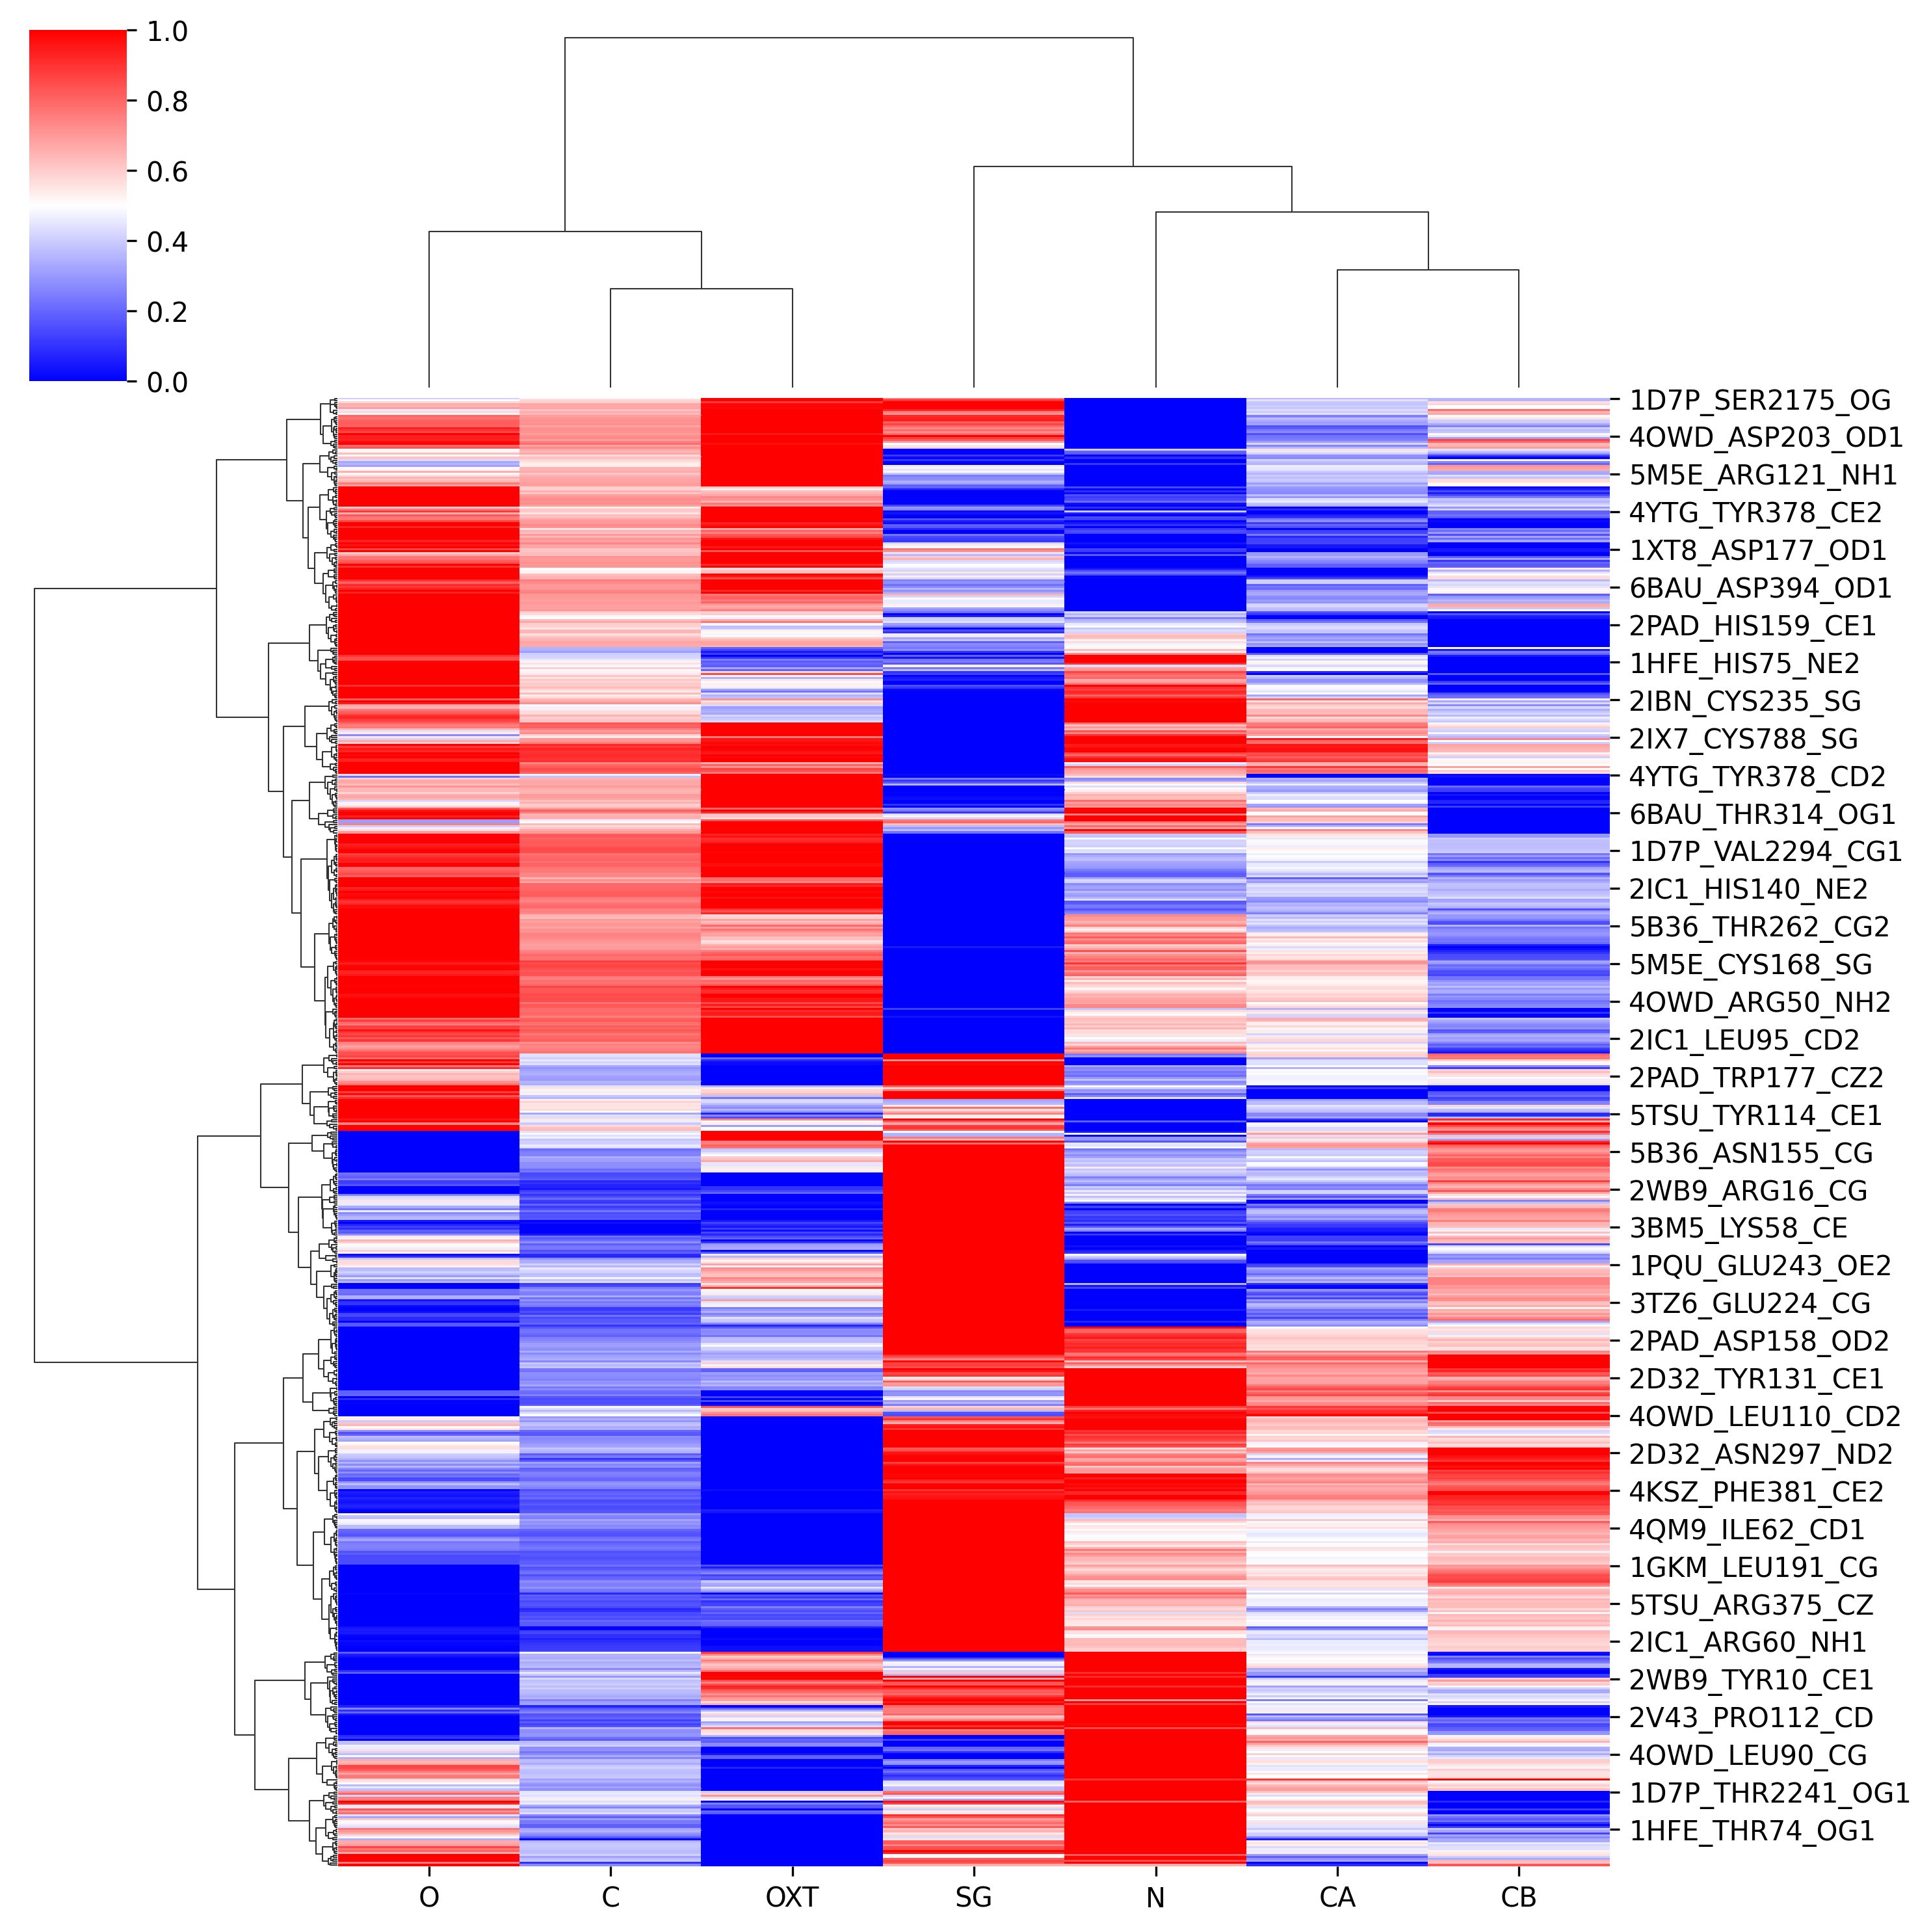 1.0
0.8
0.6
0.4
0.2
0.0
1D7P_SER2175_OG
4OWD_ASP203_OD1
5M5E_ARG121_NH1
4YTG_TYR378_CE2
1XT8_ASP177_OD1
6BAU_ASP394_OD1
2PAD_HIS159_CE1
1HFE_HIS75_NE2
2IBN_CYS235_SG
2IX7_CYS788_SG
4YTG_TYR378_CD2
6BAU_THR314_OG1
1D7P_VAL2294_CG1
2IC1_HIS140_NE2
5B36_THR262_CG2
5M5E_CYS168_SG
4OWD_ARG50_NH2
2IC1_LEU95_CD2
2PAD_TRP177_CZ2
5TSU_TYR114_CE1
5B36_ASN155_CG
2WB9_ARG16_CG
3BM5_LYS58_CE
1PQU_GLU243_OE2
3TZ6_GLU224_CG
2PAD_ASP158_OD2
2D32_TYR131_CE1
4OWD_LEU110_CD2
2D32_ASN297_ND2
4KSZ_PHE381_CE2
4QM9_ILE62_CD1
1GKM_LEU191_CG
5TSU_ARG375_CZ
2IC1_ARG60_NH1
2WB9_TYR10_CE1
2V43_PRO112_CD
4OWD_LEU90_CG
1D7P_THR2241_OG1
1HFE_THR74_OG1
O C OXT SG N CA CB